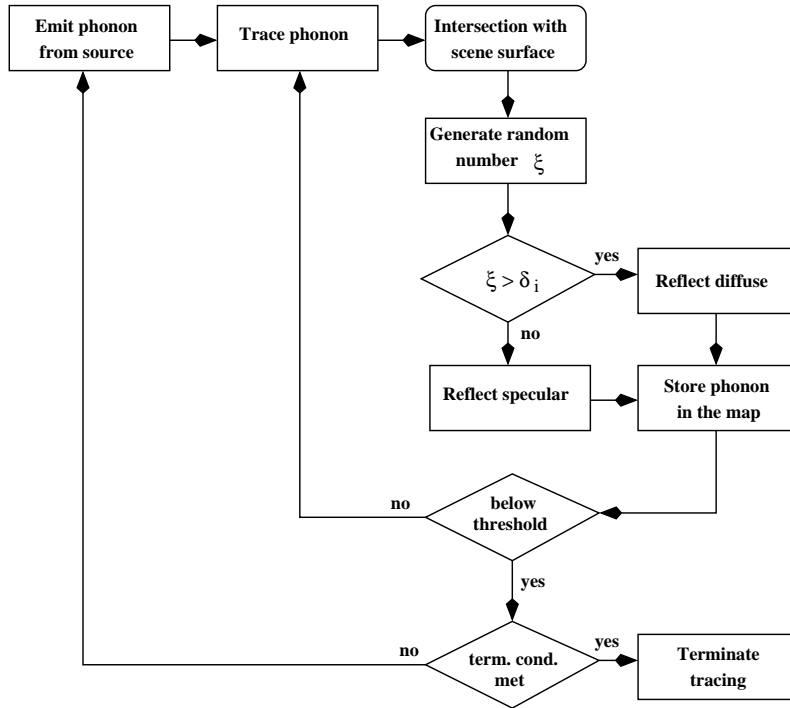 Emit phonon
from source
Trace phonon
Intersection with
scene surface
Generate random
number ξ
ξ > δ i
yes
Reflect diffuse
no
Reflect specular
Store phonon
in the map
no
below
threshold
yes
no
term. cond.
met
yes
Terminate
tracing